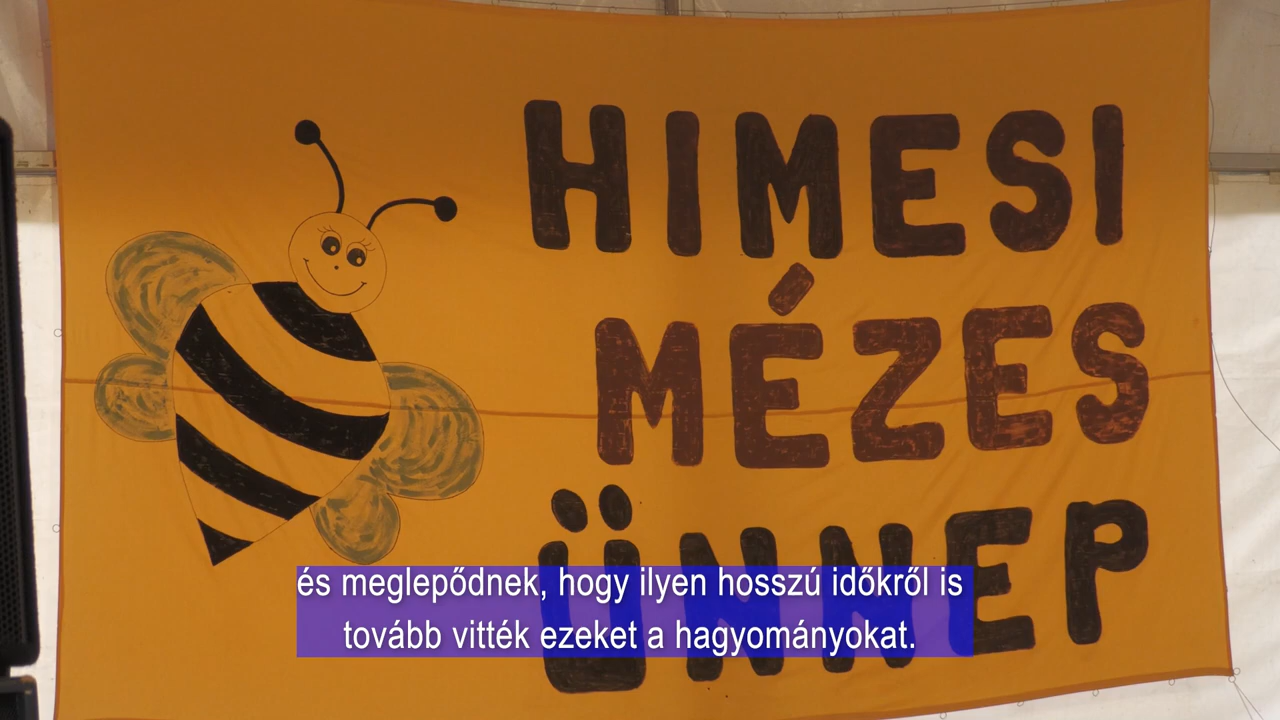 HIMESI
MÉZES
ÜNNEP
és meglepődnek, hogy ilyen hosszú időkről is
tovább vitték ezeket a hagyományokat.